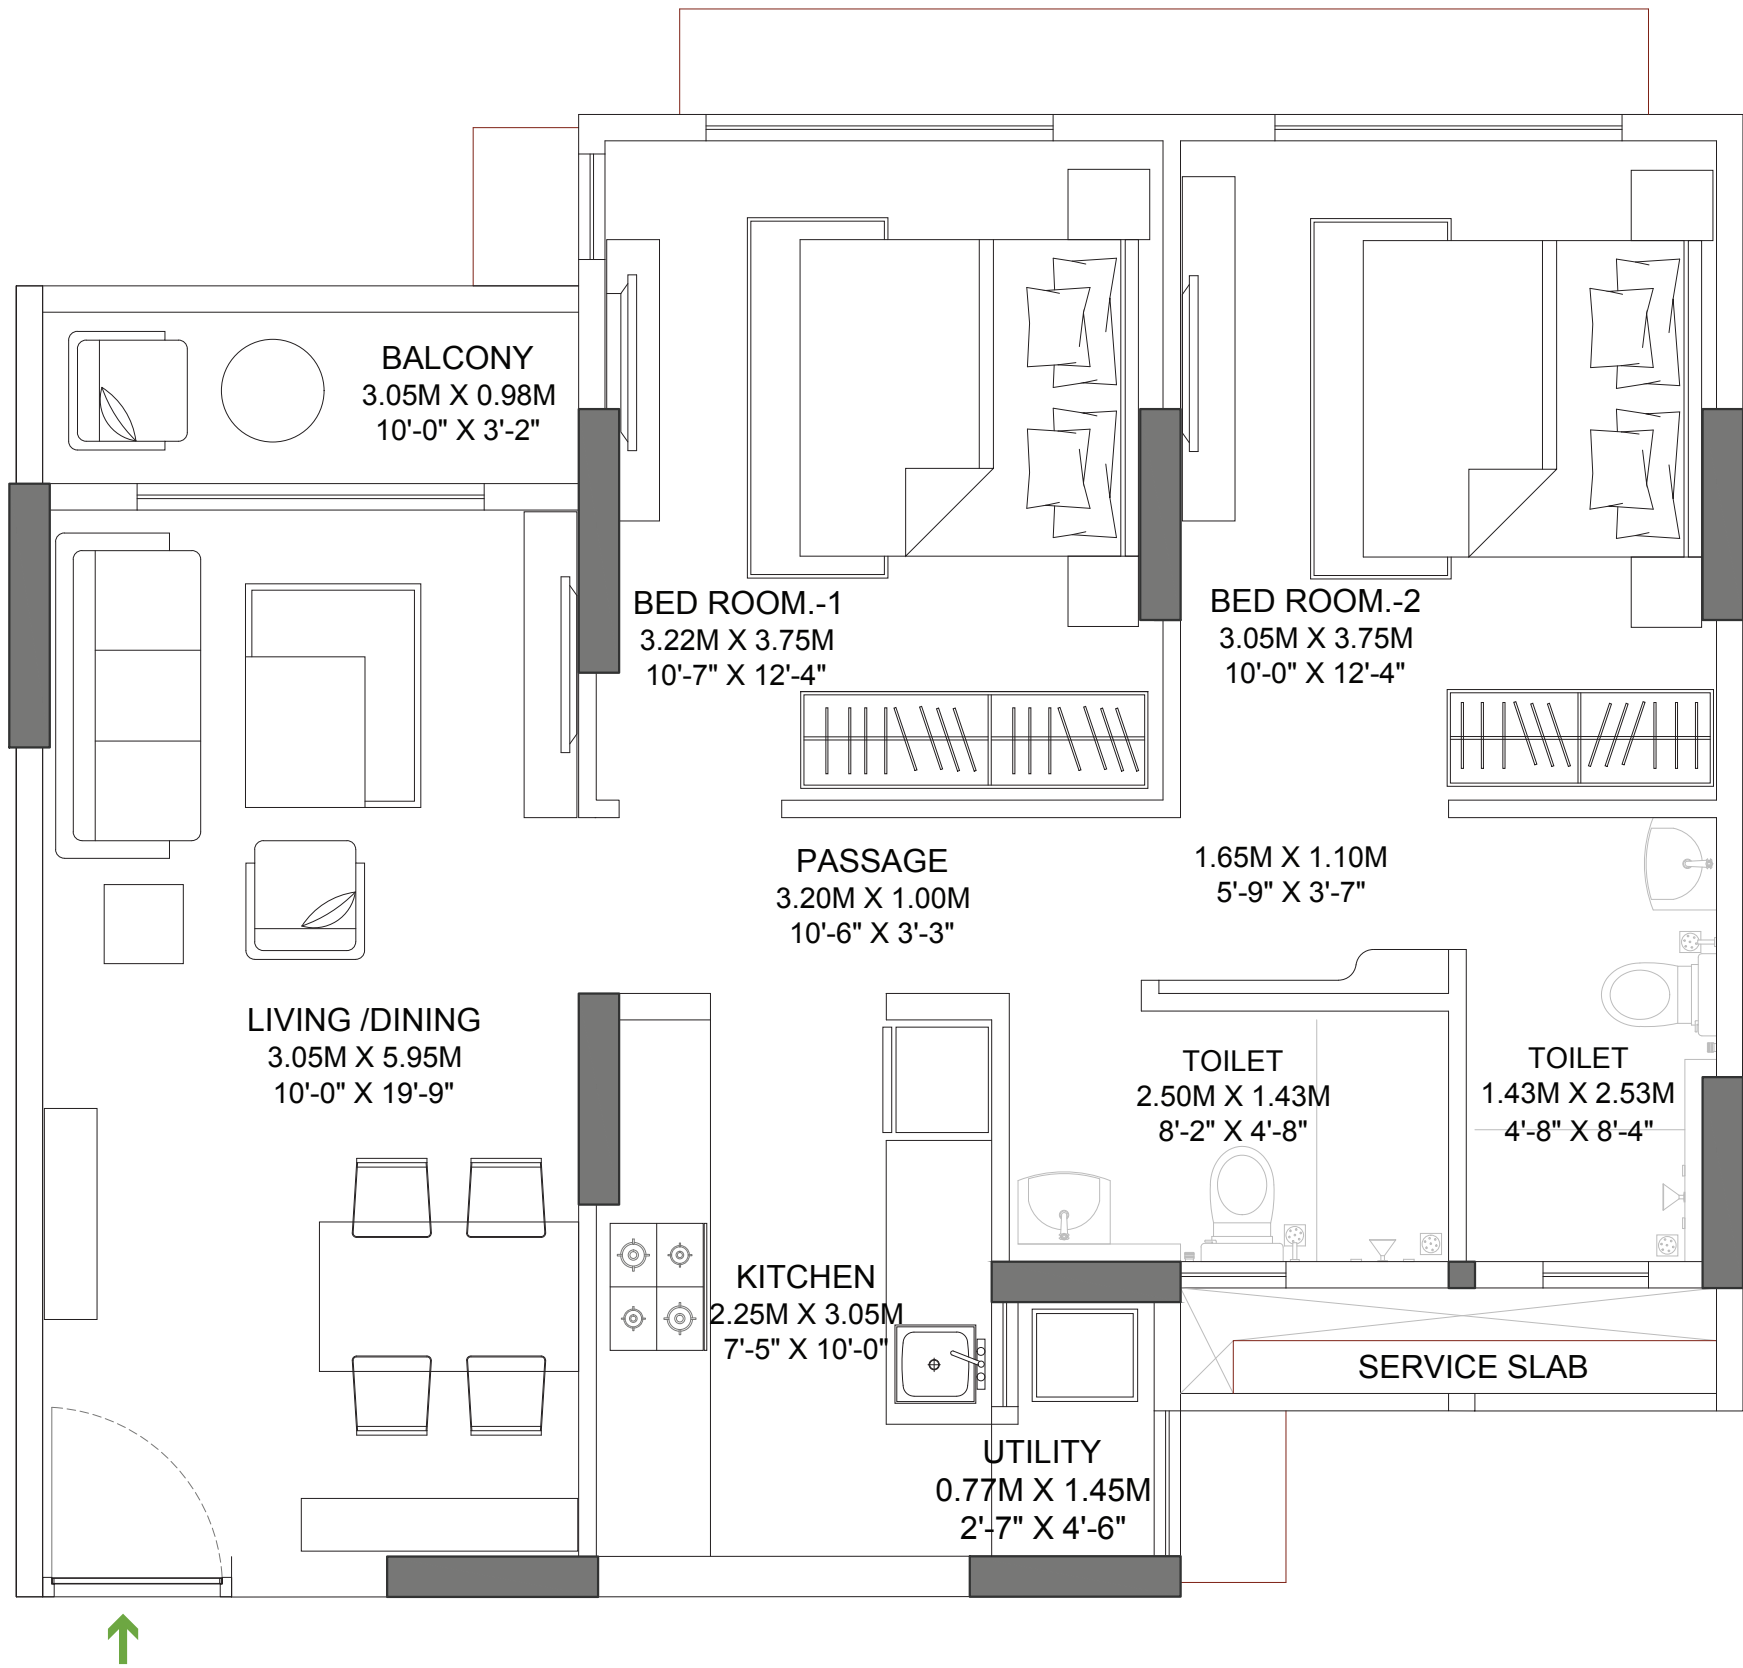 BALCONY
3.05M X 0.98M
10'-0" X 3'-2"
BED ROOM.-1
3.22M X 3.75M
10'-7" X 12'-4"
BED ROOM.-2
3.05M X 3.75M
10'-0" X 12'-4"
PASSAGE
3.20M X 1.00M
10'-6" X 3'-3"
1.65M X 1.10M
5'-9" X 3'-7"
LIVING /DINING
3.05M X 5.95M
10'-0" X 19'-9"
TOILET
2.50M X 1.43M
8'-2" X 4'-8"
TOILET
1.43M X 2.53M
4'-8" X 8'-4"
KITCHEN
2.25M X 3.05M
7'-5" X 10'-0"
SERVICE SLAB
UTILITY
0.77M X 1.45M
2'-7" X 4'-6"